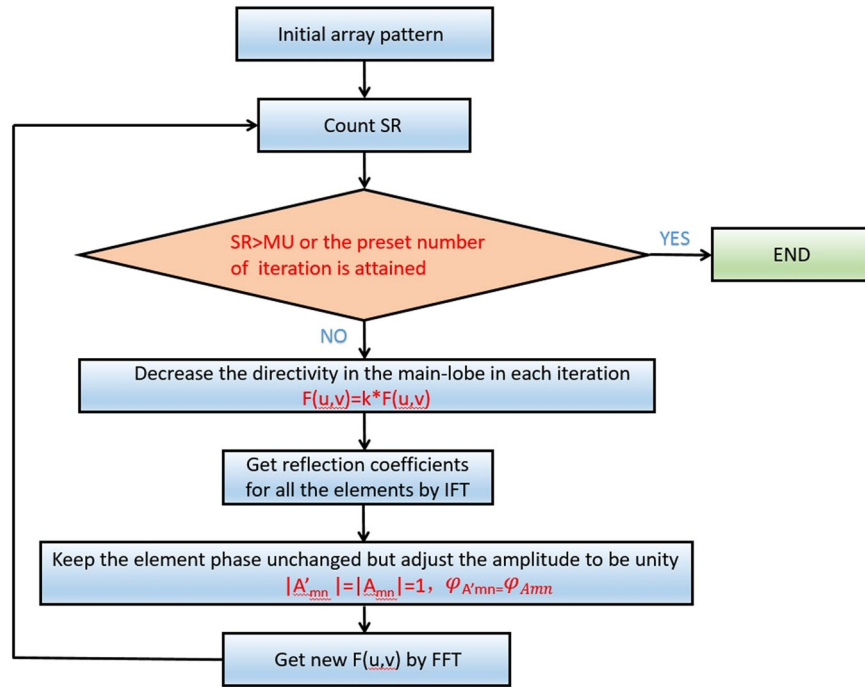 Initial array pattern
Count SR
SR>MU or the preset number
of iteration is attained
YES
END
NO
Decrease the directivity in the main-lobe in each iteration
F(u,v)=k*F(u,v)
Get reflection coefficients
for all the elements by IFT
Keep the element phase unchanged but adjust the amplitude to be unity
|A'mn |=|Amn|=1, φA'mn=φAmn
Get new F(u,v) by FFT